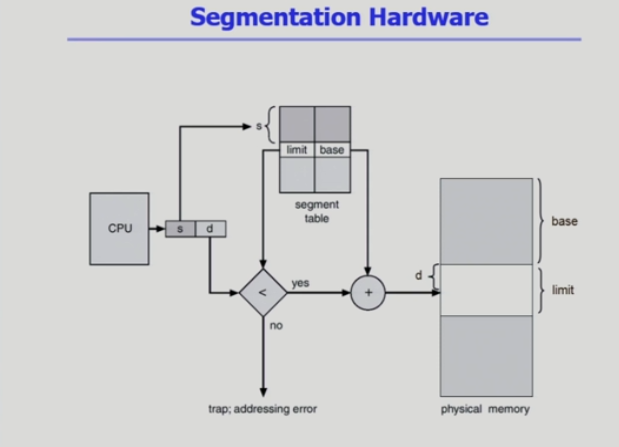 Segmentation Hardware
s
limit base
segment
table
CPU
s d
<
yes
+
no
d
base
limit
trap; addressing error
physical memory